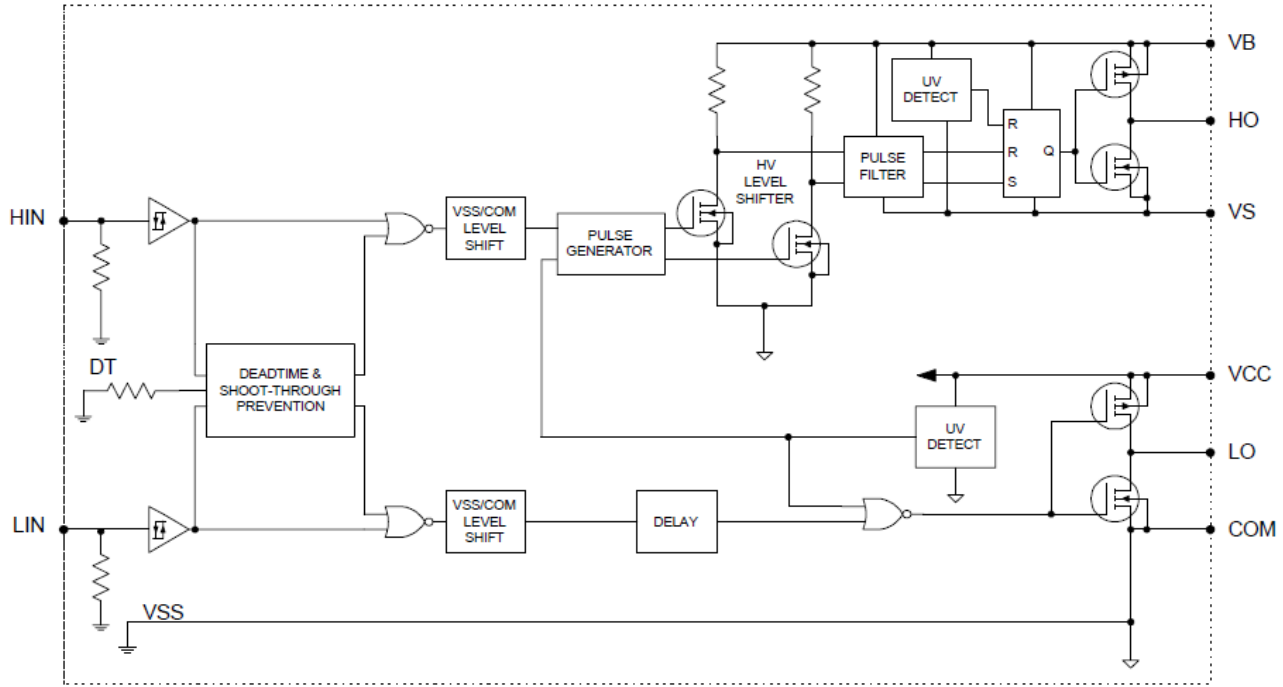 VB
UV
DETECT
HO
R
R
Q
S
PULSE
FILTER
HV
LEVEL
SHIFTER
VS
HIN
VSS/COM
LEVEL
SHIFT
PULSE
GENERATOR
DT
DEADTIME &
SHOOT-THROUGH
PREVENTION
VCC
UV
DETECT
LO
LIN
VSS/COM
LEVEL
SHIFT
DELAY
COM
VSS